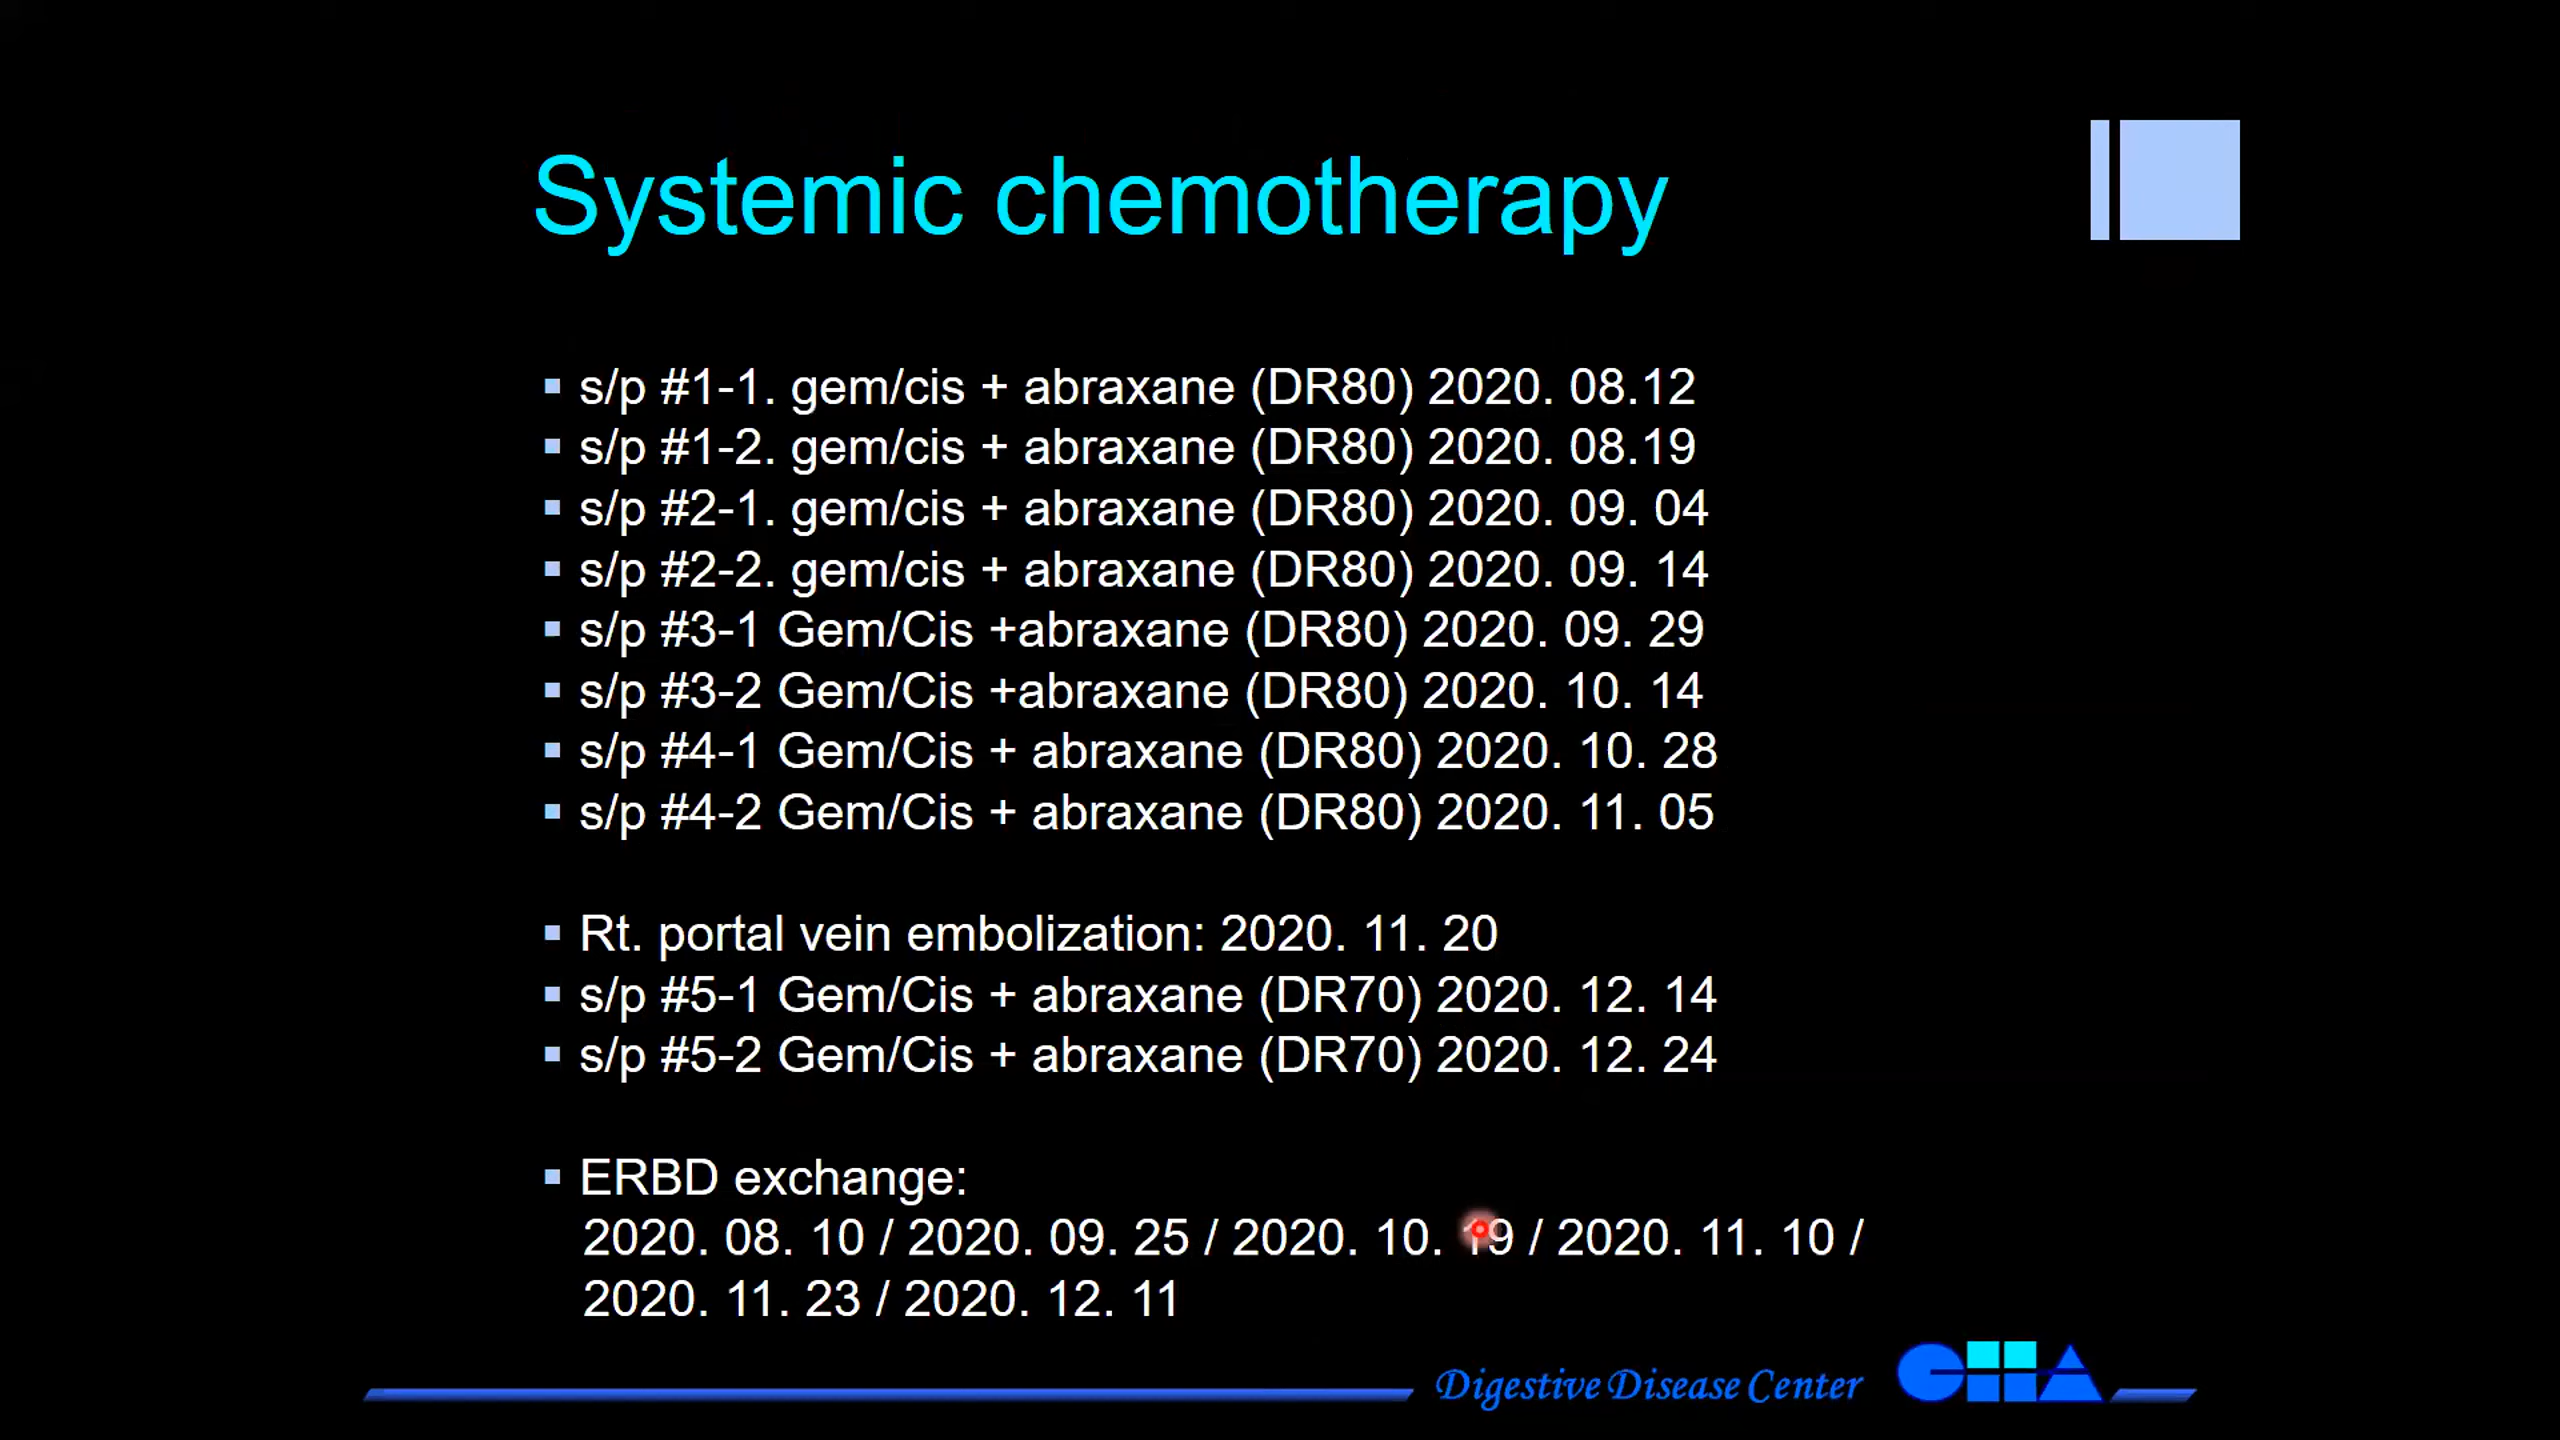 Systemic chemotherapy
s/p #1-1. gem/cis + abraxane (DR80) 2020. 08.12
s/p #1-2. gem/cis + abraxane (DR80) 2020. 08.19
s/p #2-1. gem/cis + abraxane (DR80) 2020. 09. 04
s/p #2-2. gem/cis + abraxane (DR80) 2020. 09. 14
s/p #3-1 Gem/Cis +abraxane (DR80) 2020. 09. 29
s/p #3-2 Gem/Cis +abraxane (DR80) 2020. 10. 14
s/p #4-1 Gem/Cis + abraxane (DR80) 2020. 10. 28
s/p #4-2 Gem/Cis + abraxane (DR80) 2020. 11. 05
Rt. portal vein embolization: 2020. 11. 20
s/p #5-1 Gem/Cis + abraxane (DR70) 2020. 12. 14
s/p #5-2 Gem/Cis + abraxane (DR70) 2020. 12. 24
ERBD exchange:
2020. 08. 10 / 2020. 09. 25 / 2020. 10. 19 / 2020. 11. 10 /
2020. 11. 23 / 2020. 12. 11
Digestive Disease Center CHA